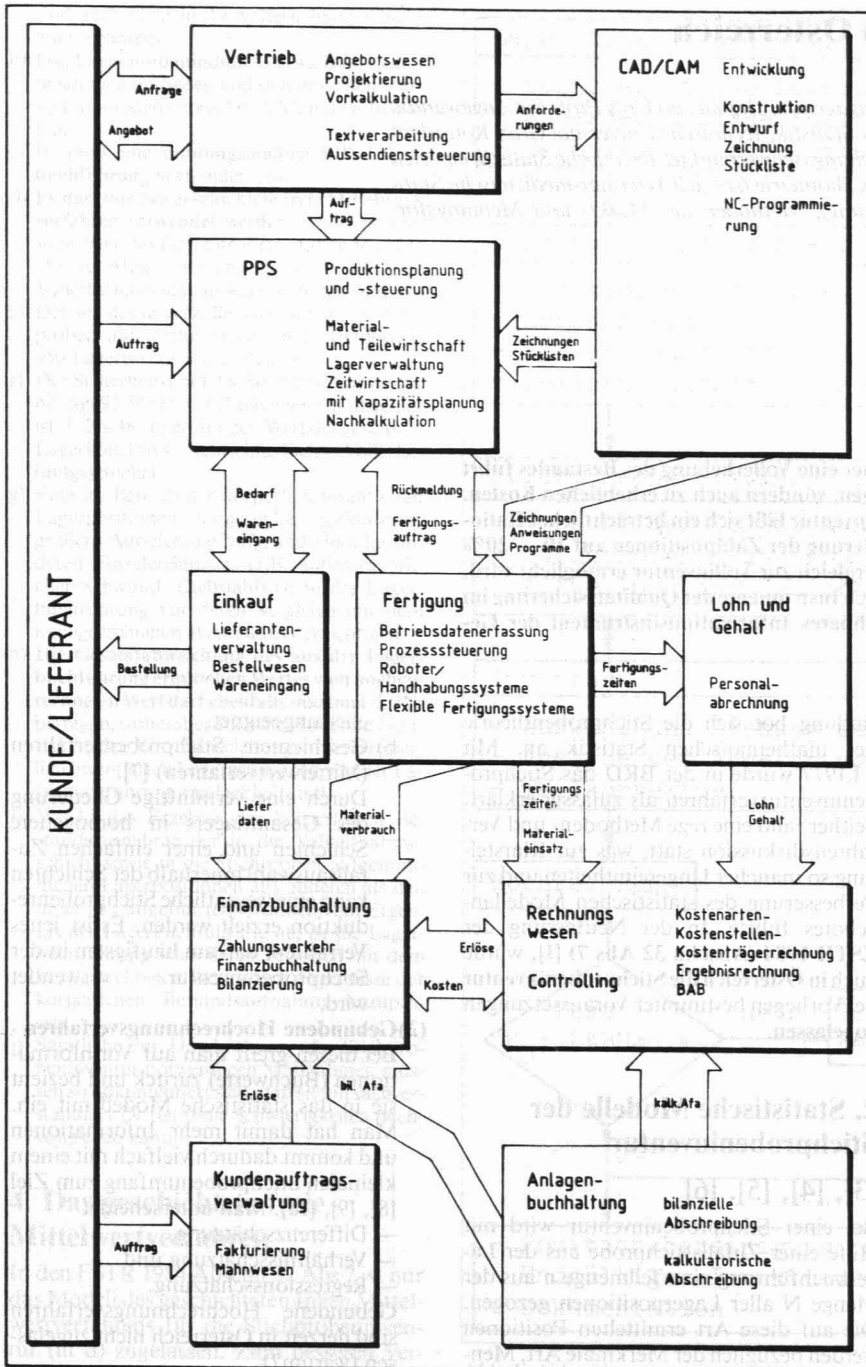 KUNDE/LIEFERANT
Vertrieb
Angebotswesen
Projektierung
Vorkalkulation
Textverarbeitung
Aussendienststeuerung
Anfrage
Angebot
Anforde-
rungen
CAD/CAM
Entwicklung
Konstruktion
Entwurf
Zeichnung
Stückliste
NC-Programmie-
rung
Auf-
trag
PPS
Produktionsplanung
und -steuerung
Material-
und Teilewirtschaft
Lagerverwaltung
Zeitwirtschaft
mit Kapazitätsplanung
Nachkalkulation
Auftrag
Zeichnungen
Stücklisten
Bedarf
Waren-
eingang
Rückmeldung
Fertigungs-
auftrag
Zeichnungen
Anweisungen
Programme
Einkauf
Lieferanten-
verwaltung
Bestellwesen
Wareneingang
Bestellung
Fertigung
Betriebsdatenerfassung
Prozesssteuerung
Roboter/
Handhabungssysteme
Flexible Fertigungssysteme
Fertigungs-
zeiten
Lohn und
Gehalt
Personal-
abrechnung
Liefer
daten
Material-
verbrauch
Fertigungs
zeiten
Material-
einsatz
Lohn
Gehalt
Finanzbuchhaltung
Zahlungsverkehr
Finanzbuchhaltung
Bilanzierung
Erlöse
Kosten
Rechnungs
wesen
Controlling
Kostenarten-
Kostenstellen-
Kostenträgerrechnung
Ergebnisrechnung
BAB
Erlöse
bil. Afa
kalk.Afa
Kundenauftrags-
verwaltung
Fakturierung
Mahnwesen
Auftrag
Anlagen-
buchhaltung
bilanzielle
Abschreibung
kalkulatorische
Abschreibung